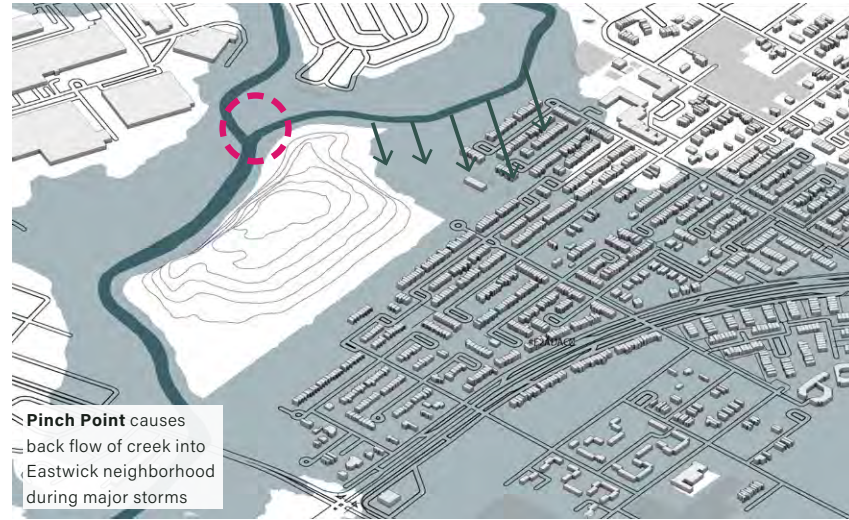 Pinch Point causes
back flow of creek into
Eastwick neighborhood
during major storms